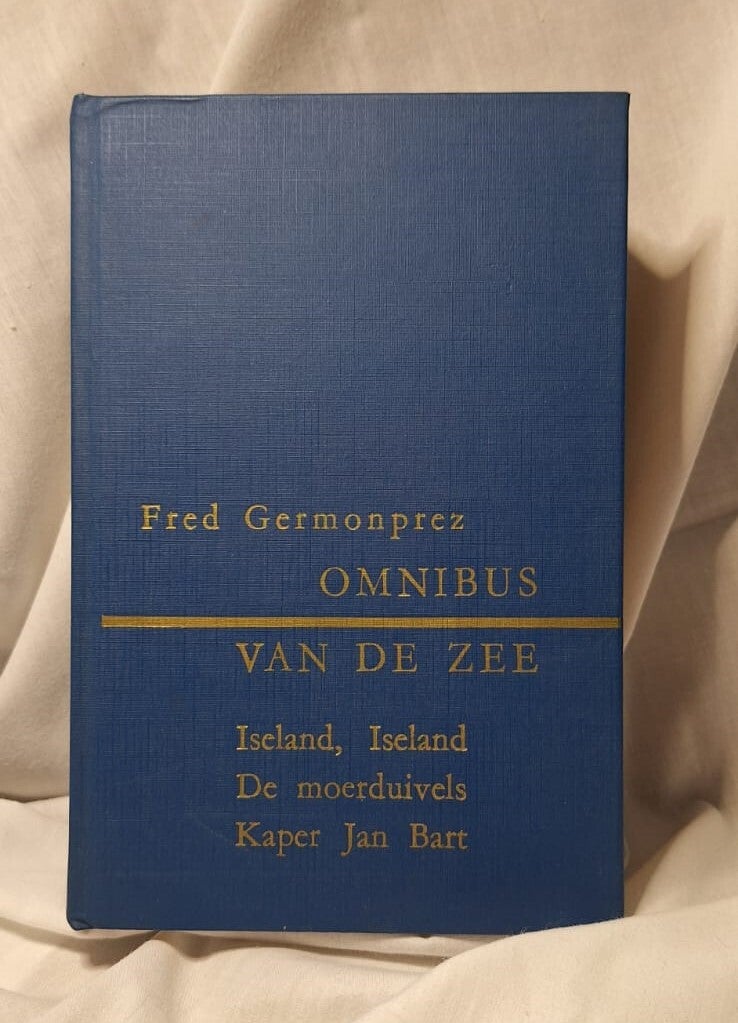 Fred Germonprez
OMNIBUS
VAN DE ZEE
Iseland, Iseland
De moerduivels
Kaper Jan Bart